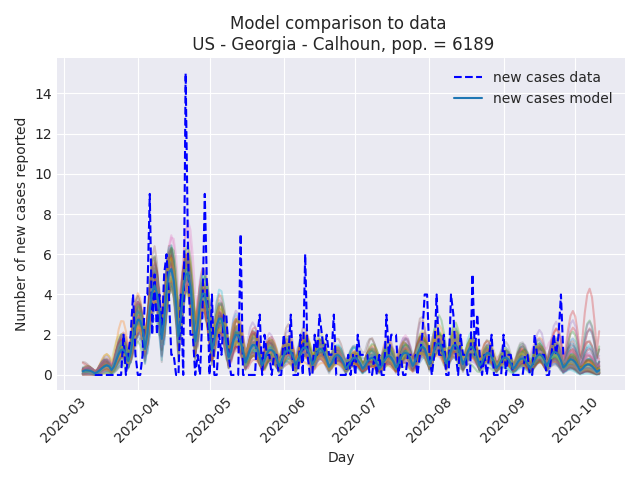 Model comparison to data
US - Georgia - Calhoun, pop. = 6189
new cases data
new cases model
Number of new cases reported
14
12
10
8
6
4
2
0
2020-03
2020-04
2020-05
2020-06
2020-07
2020-08
2020-09
2020-10
Day